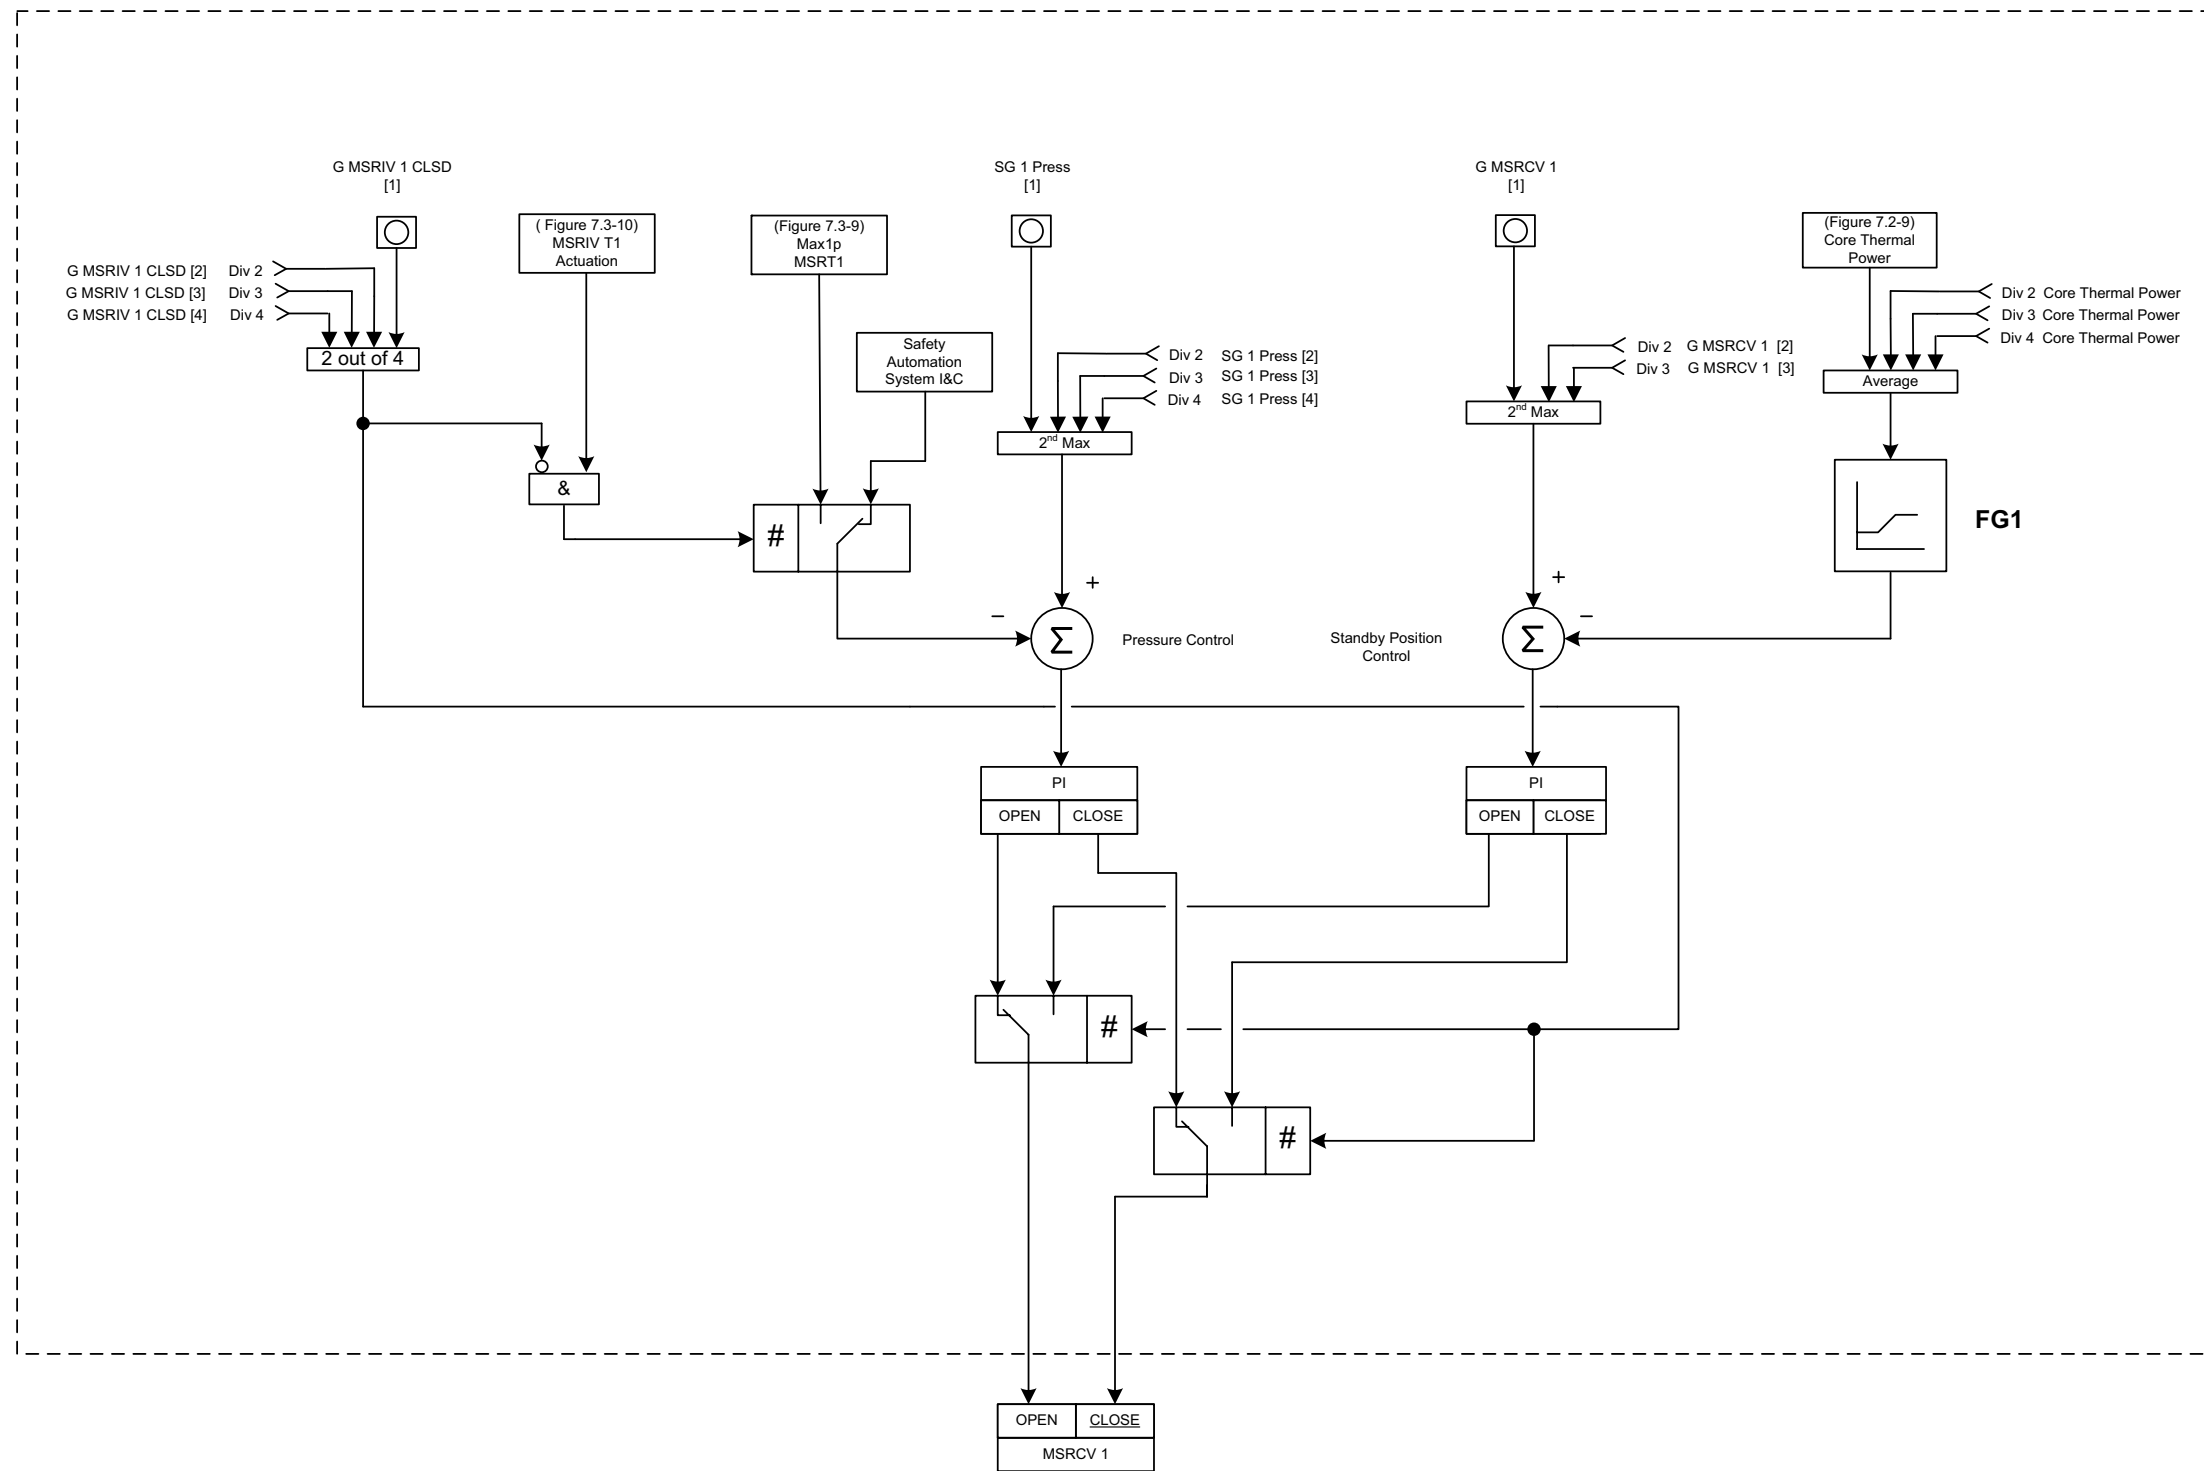 G MSRIV 1 CLSD
[1]
SG 1 Press
[1]
G MSRCV 1
[1]
( Figure 7.3-10)
MSRIV T1
Actuation
(Figure 7.3-9)
Max1p
MSRT1
(Figure 7.2-9)
Core Thermal
Power
G MSRIV 1 CLSD [2] Div 2
G MSRIV 1 CLSD [3] Div 3
G MSRIV 1 CLSD [4] Div 4
2 out of 4
Safety
Automation
System I&C
Div 2 SG 1 Press [2]
Div 3 SG 1 Press [3]
Div 4 SG 1 Press [4]
Div 2 G MSRCV 1 [2]
Div 3 G MSRCV 1 [3]
Div 2 Core Thermal Power
Div 3 Core Thermal Power
Div 4 Core Thermal Power
2nd Max
2nd Max
Average
&
#
FG1
+
−
Σ
Pressure Control
Standby Position
Control
+
−
Σ
PI
OPEN CLOSE
PI
OPEN CLOSE
#
#
OPEN CLOSE
MSRCV 1